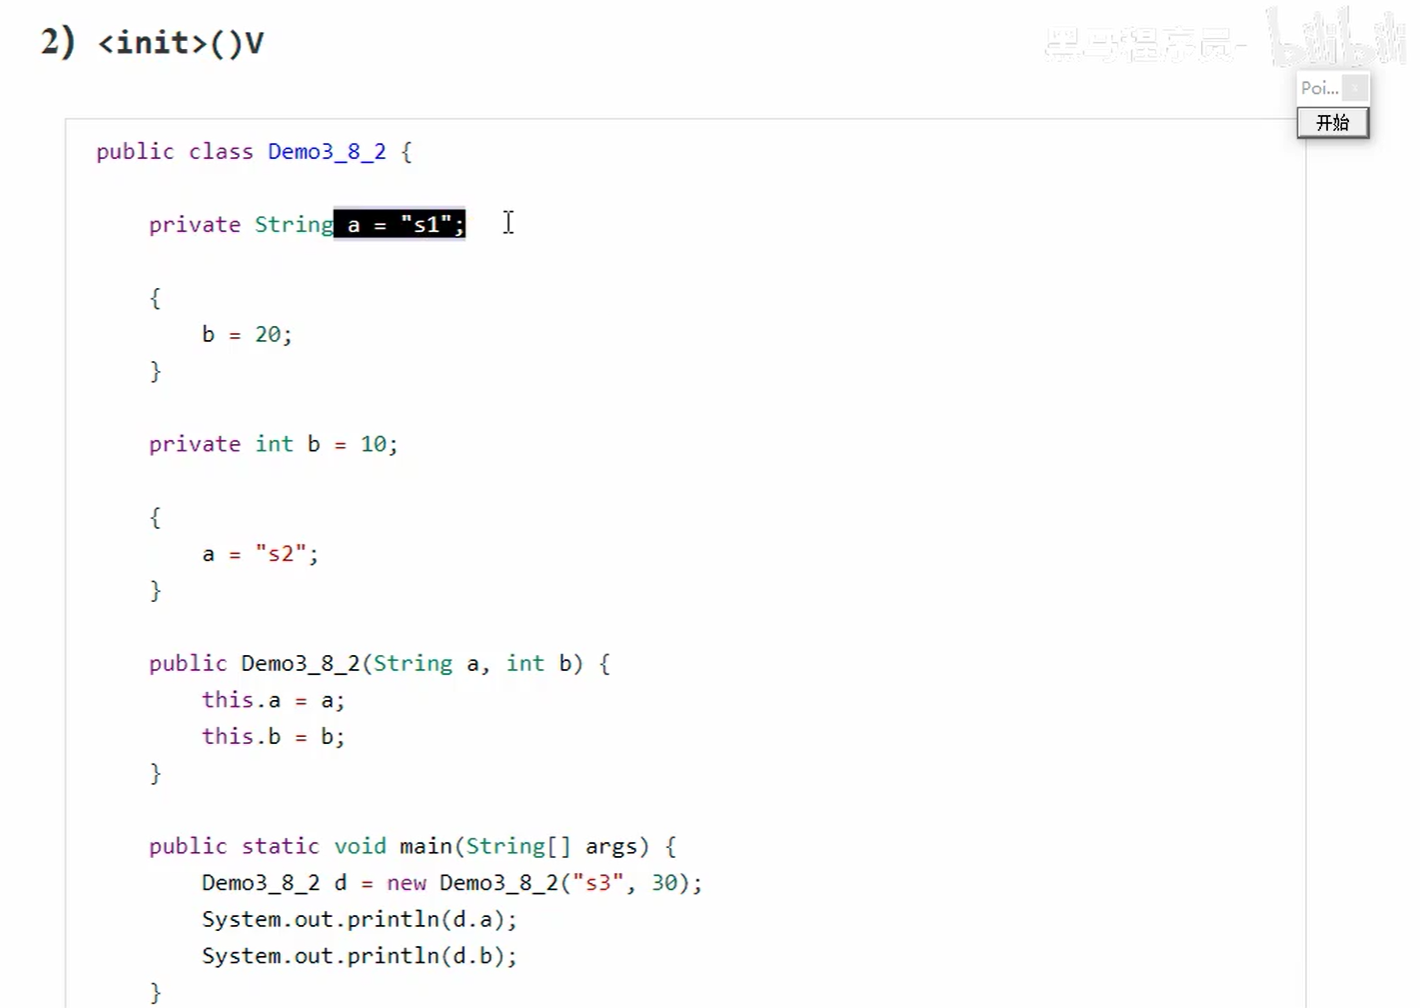 2) <init>()V
黑马程序员- bilibili
Poi... x
开始
public class Demo3_8_2 {
private String a = "s1";
{
b = 20;
}
private int b = 10;
{
a = "s2";
}
public Demo3_8_2(String a, int b) {
this.a = a;
this.b = b;
}
public static void main(String[] args) {
Demo3_8_2 d = new Demo3_8_2("s3", 30);
System.out.println(d.a);
System.out.println(d.b);
}